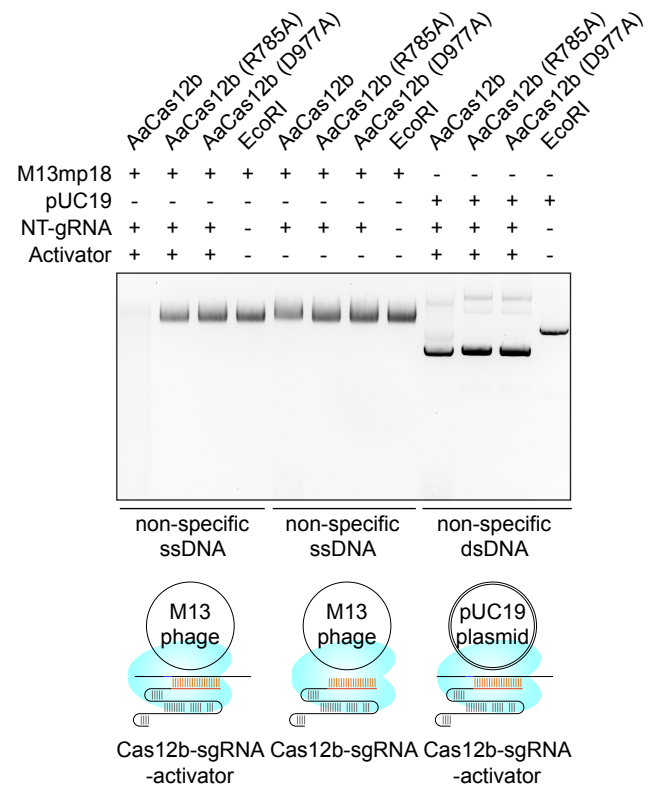 AaCas12b AaCas12b (R785A) AaCas12b (D977A) EcoRI AaCas12b AaCas12b (R785A) AaCas12b (D977A) EcoRI AaCas12b AaCas12b (R785A) AaCas12b (D977A) EcoRI
M13mp18 + + + + + + + + - - - -
pUC19 - - - - - - - - + + + +
NT-gRNA + + + - + + + - + + + -
Activator + + + - - - - - + + + -
non-specific non-specific non-specific
ssDNA ssDNA dsDNA
M13 M13 pUC19
phage phage plasmid
Cas12b-sgRNA Cas12b-sgRNA Cas12b-sgRNA
-activator -activator